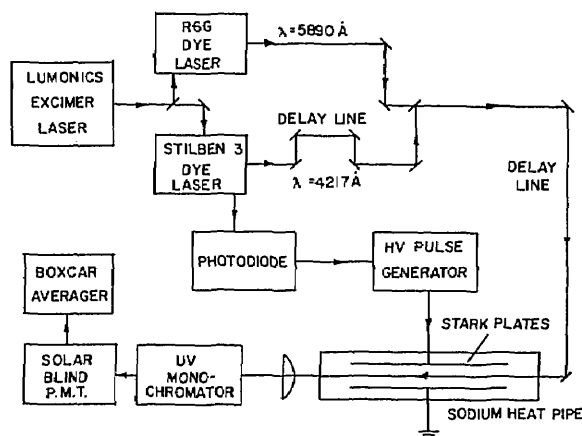 R6G
DYE
LASER
λ=5890 Å
LUMONICS
EXCIMER
LASER
DELAY LINE
STILBEN 3
DYE
LASER
λ=4217Å
DELAY
LINE
PHOTODIODE
HV PULSE
GENERATOR
BOXCAR
AVERAGER
STARK PLATES
SOLAR
BLIND
P.M.T.
UV
MONO-
CHROMATOR
SODIUM HEAT PIPE